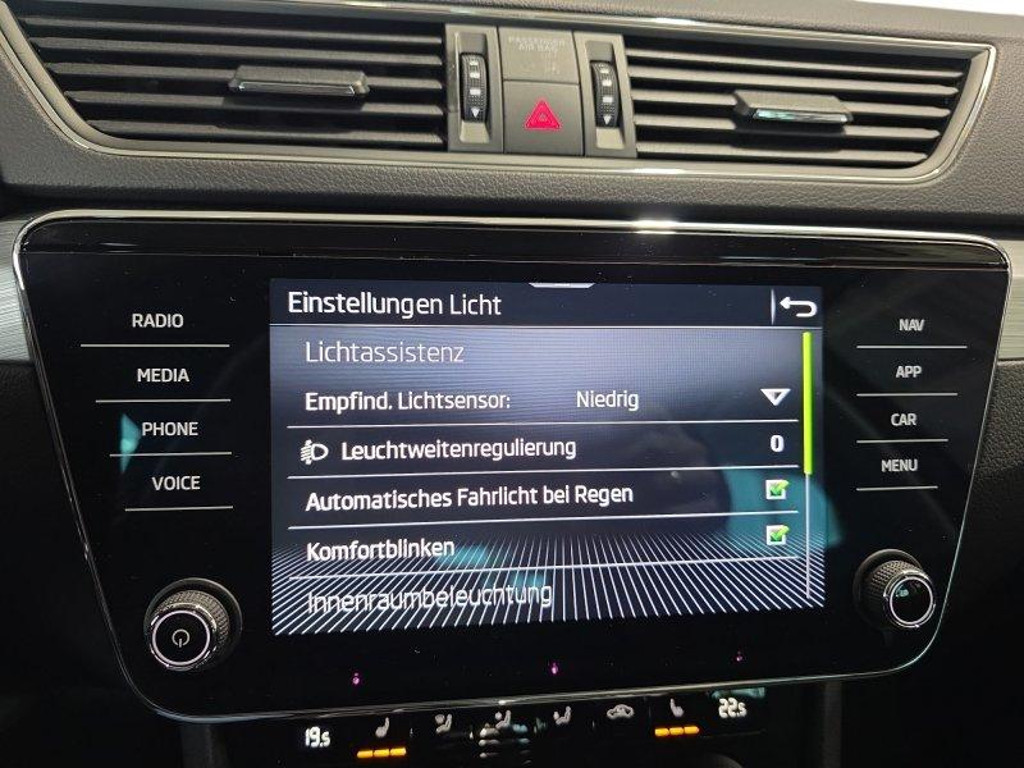 PASSENGER
AIR BAG
RADIO
MEDIA
PHONE
VOICE
Einstellungen Licht
Lichtassistenz
Empfind. Lichtsensor: Niedrig
Leuchtweitenregulierung 0
Automatisches Fahrlicht bei Regen
Komfortblinken
Innenraumbeleuchtung
NAV
APP
CAR
MENU
19.5
22.5